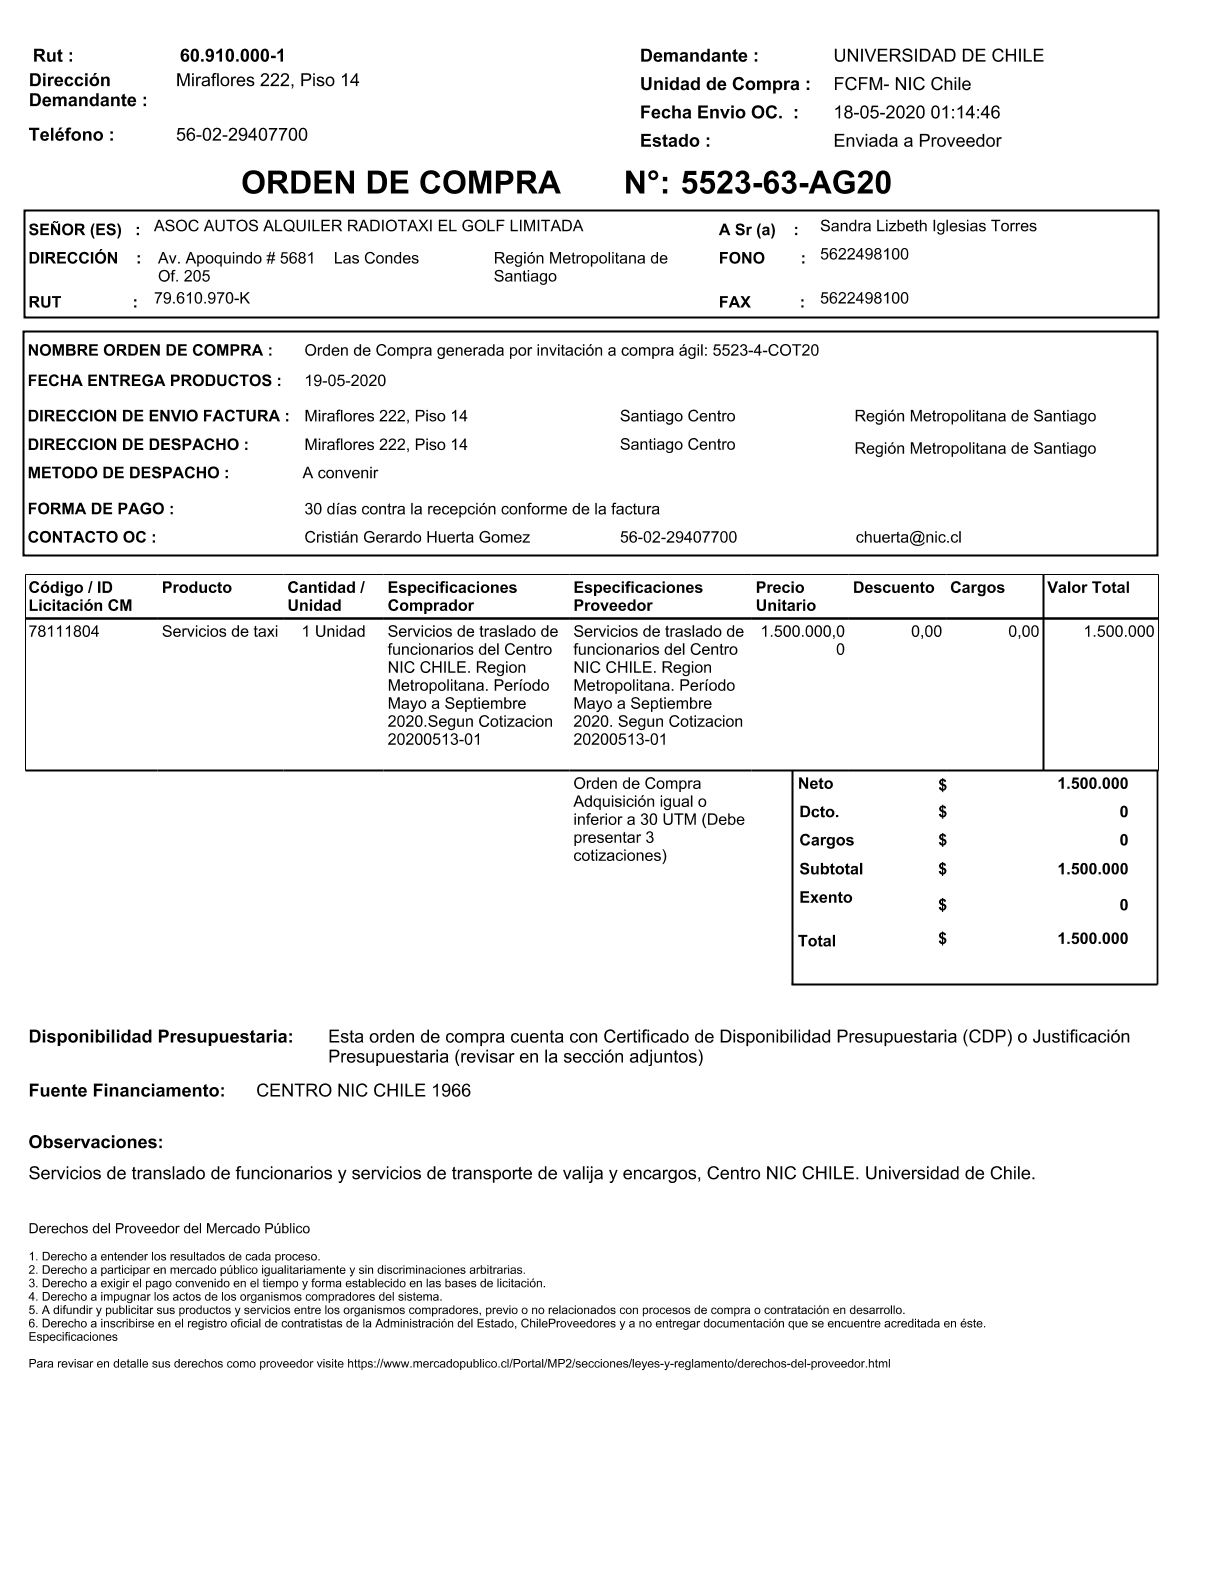 Rut : 60.910.000-1
Dirección Miraflores 222, Piso 14
Demandante :
Teléfono : 56-02-29407700
Demandante : UNIVERSIDAD DE CHILE
Unidad de Compra : FCFM- NIC Chile
Fecha Envio OC. : 18-05-2020 01:14:46
Estado : Enviada a Proveedor
ORDEN DE COMPRA N°: 5523-63-AG20
SEÑOR (ES) : ASOC AUTOS ALQUILER RADIOTAXI EL GOLF LIMITADA A Sr (a) : Sandra Lizbeth Iglesias Torres
DIRECCIÓN : Av. Apoquindo # 5681 Las Condes Región Metropolitana de FONO : 5622498100
Of. 205 Santiago
RUT : 79.610.970-K FAX : 5622498100
NOMBRE ORDEN DE COMPRA : Orden de Compra generada por invitación a compra ágil: 5523-4-COT20
FECHA ENTREGA PRODUCTOS : 19-05-2020
DIRECCION DE ENVIO FACTURA : Miraflores 222, Piso 14 Santiago Centro Región Metropolitana de Santiago
DIRECCION DE DESPACHO : Miraflores 222, Piso 14 Santiago Centro Región Metropolitana de Santiago
METODO DE DESPACHO : A convenir
FORMA DE PAGO : 30 días contra la recepción conforme de la factura
CONTACTO OC : Cristián Gerardo Huerta Gomez 56-02-29407700 chuerta@nic.cl
Código / ID Producto Cantidad / Especificaciones Especificaciones Precio Descuento Cargos Valor Total
Licitación CM Unidad Comprador Proveedor Unitario
78111804 Servicios de taxi 1 Unidad Servicios de traslado de Servicios de traslado de 1.500.000,0 0,00 0,00 1.500.000
funcionarios del Centro funcionarios del Centro 0
NIC CHILE. Region NIC CHILE. Region
Metropolitana. Período Metropolitana. Período
Mayo a Septiembre Mayo a Septiembre
2020.Segun Cotizacion 2020. Segun Cotizacion
20200513-01 20200513-01
Orden de Compra
Adquisición igual o
inferior a 30 UTM (Debe
presentar 3
cotizaciones)
Neto $ 1.500.000
Dcto. $ 0
Cargos $ 0
Subtotal $ 1.500.000
Exento $ 0
Total $ 1.500.000
Disponibilidad Presupuestaria: Esta orden de compra cuenta con Certificado de Disponibilidad Presupuestaria (CDP) o Justificación
Presupuestaria (revisar en la sección adjuntos)
Fuente Financiamento: CENTRO NIC CHILE 1966
Observaciones:
Servicios de translado de funcionarios y servicios de transporte de valija y encargos, Centro NIC CHILE. Universidad de Chile.
Derechos del Proveedor del Mercado Público
1. Derecho a entender los resultados de cada proceso.
2. Derecho a participar en mercado público igualitariamente y sin discriminaciones arbitrarias.
3. Derecho a exigir el pago convenido en el tiempo y forma establecido en las bases de licitación.
4. Derecho a impugnar los actos de los organismos compradores del sistema.
5. A difundir y publicitar sus productos y servicios entre los organismos compradores, previo o no relacionados con procesos de compra o contratación en desarrollo.
6. Derecho a inscribirse en el registro oficial de contratistas de la Administración del Estado, ChileProveedores y a no entregar documentación que se encuentre acreditada en éste.
Especificaciones
Para revisar en detalle sus derechos como proveedor visite https://www.mercadopublico.cl/Portal/MP2/secciones/leyes-y-reglamento/derechos-del-proveedor.html